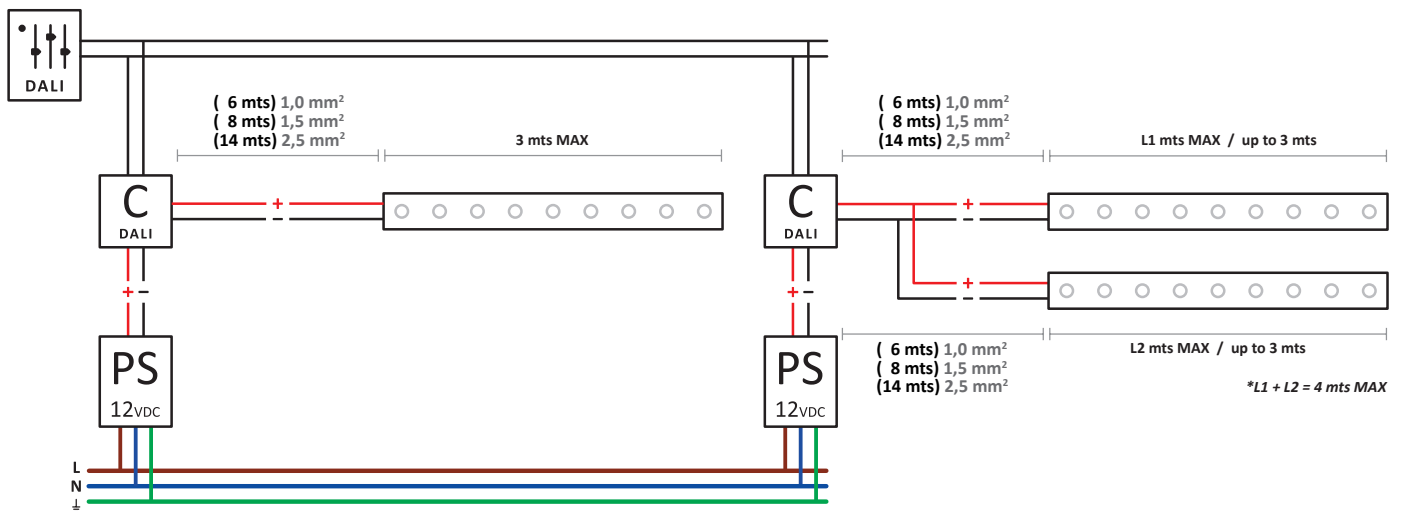 DALI
( 6 mts) 1,0 mm²
( 8 mts) 1,5 mm²
(14 mts) 2,5 mm²
3 mts MAX
( 6 mts) 1,0 mm²
( 8 mts) 1,5 mm²
(14 mts) 2,5 mm²
L1 mts MAX / up to 3 mts
C
DALI
+
-
C
DALI
+
-
+
-
+ -
+ -
PS
12VDC
PS
12VDC
( 6 mts) 1,0 mm²
( 8 mts) 1,5 mm²
(14 mts) 2,5 mm²
L2 mts MAX / up to 3 mts
*L1 + L2 = 4 mts MAX
L
N
⏚